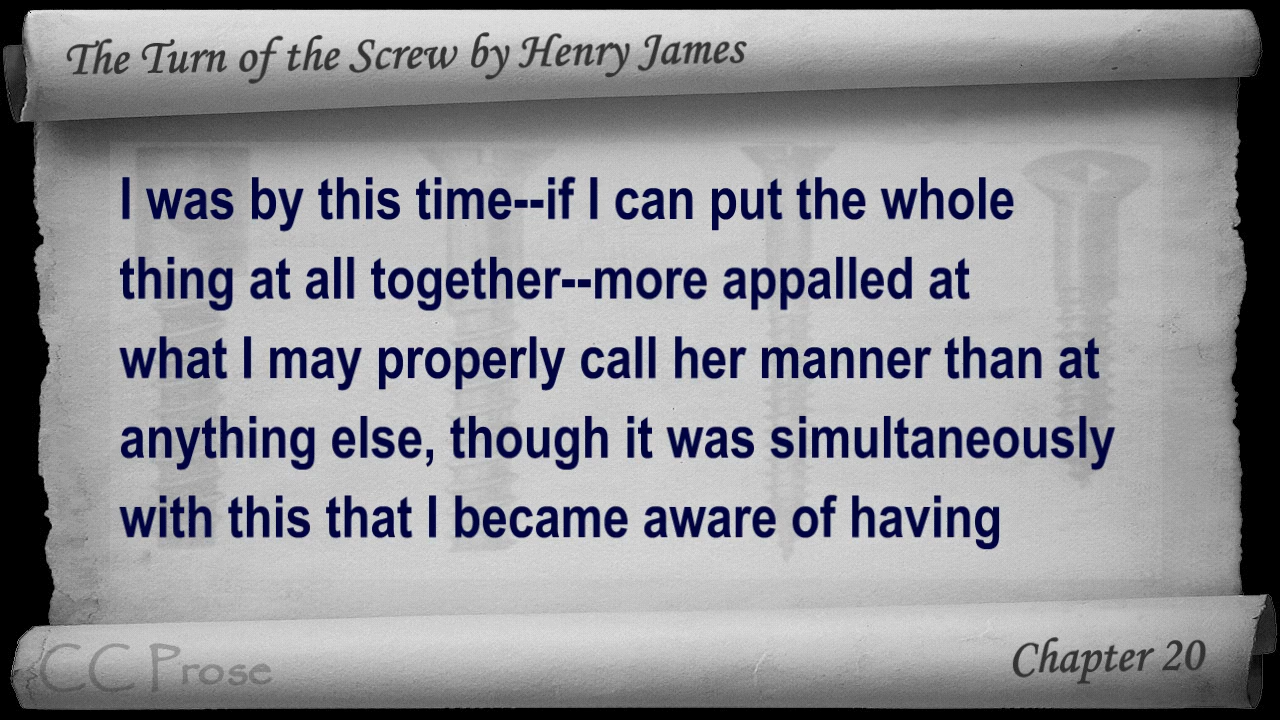 The Turn of the Screw by Henry James
I was by this time--if I can put the whole
thing at all together--more appalled at
what I may properly call her manner than at
anything else, though it was simultaneously
with this that I became aware of having
CC Prose
Chapter 20